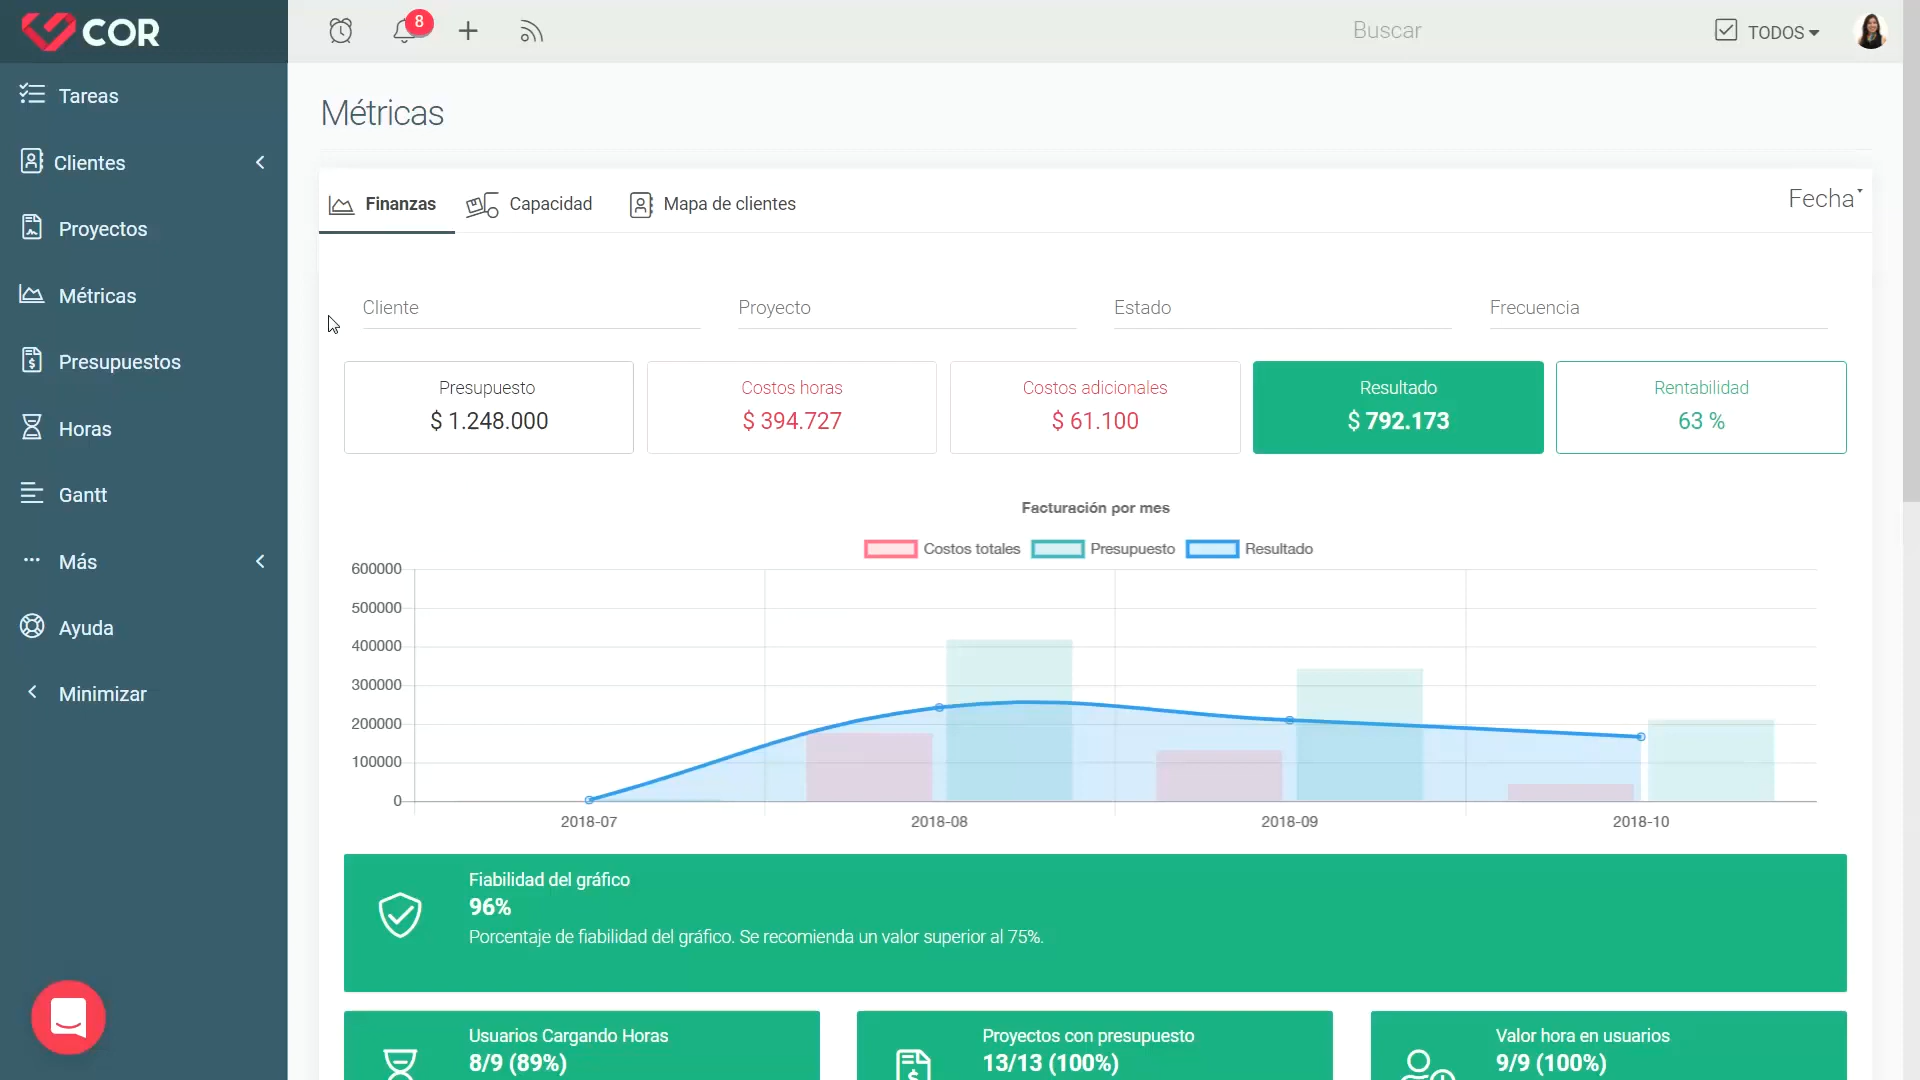 COR
8
Buscar
TODOS
Tareas
Clientes
Proyectos
Métricas
Presupuestos
Horas
Gantt
Más
Ayuda
Minimizar
Métricas
Finanzas
Capacidad
Mapa de clientes
Fecha
Cliente
Proyecto
Estado
Frecuencia
Presupuesto
$ 1.248.000
Costos horas
$ 394.727
Costos adicionales
$ 61.100
Resultado
$ 792.173
Rentabilidad
63 %
Facturación por mes
Costos totales
Presupuesto
Resultado
600000
500000
400000
300000
200000
100000
0
2018-07
2018-08
2018-09
2018-10
Fiabilidad del gráfico
96%
Porcentaje de fiabilidad del gráfico. Se recomienda un valor superior al 75%.
Usuarios Cargando Horas
8/9 (89%)
Proyectos con presupuesto
13/13 (100%)
Valor hora en usuarios
9/9 (100%)